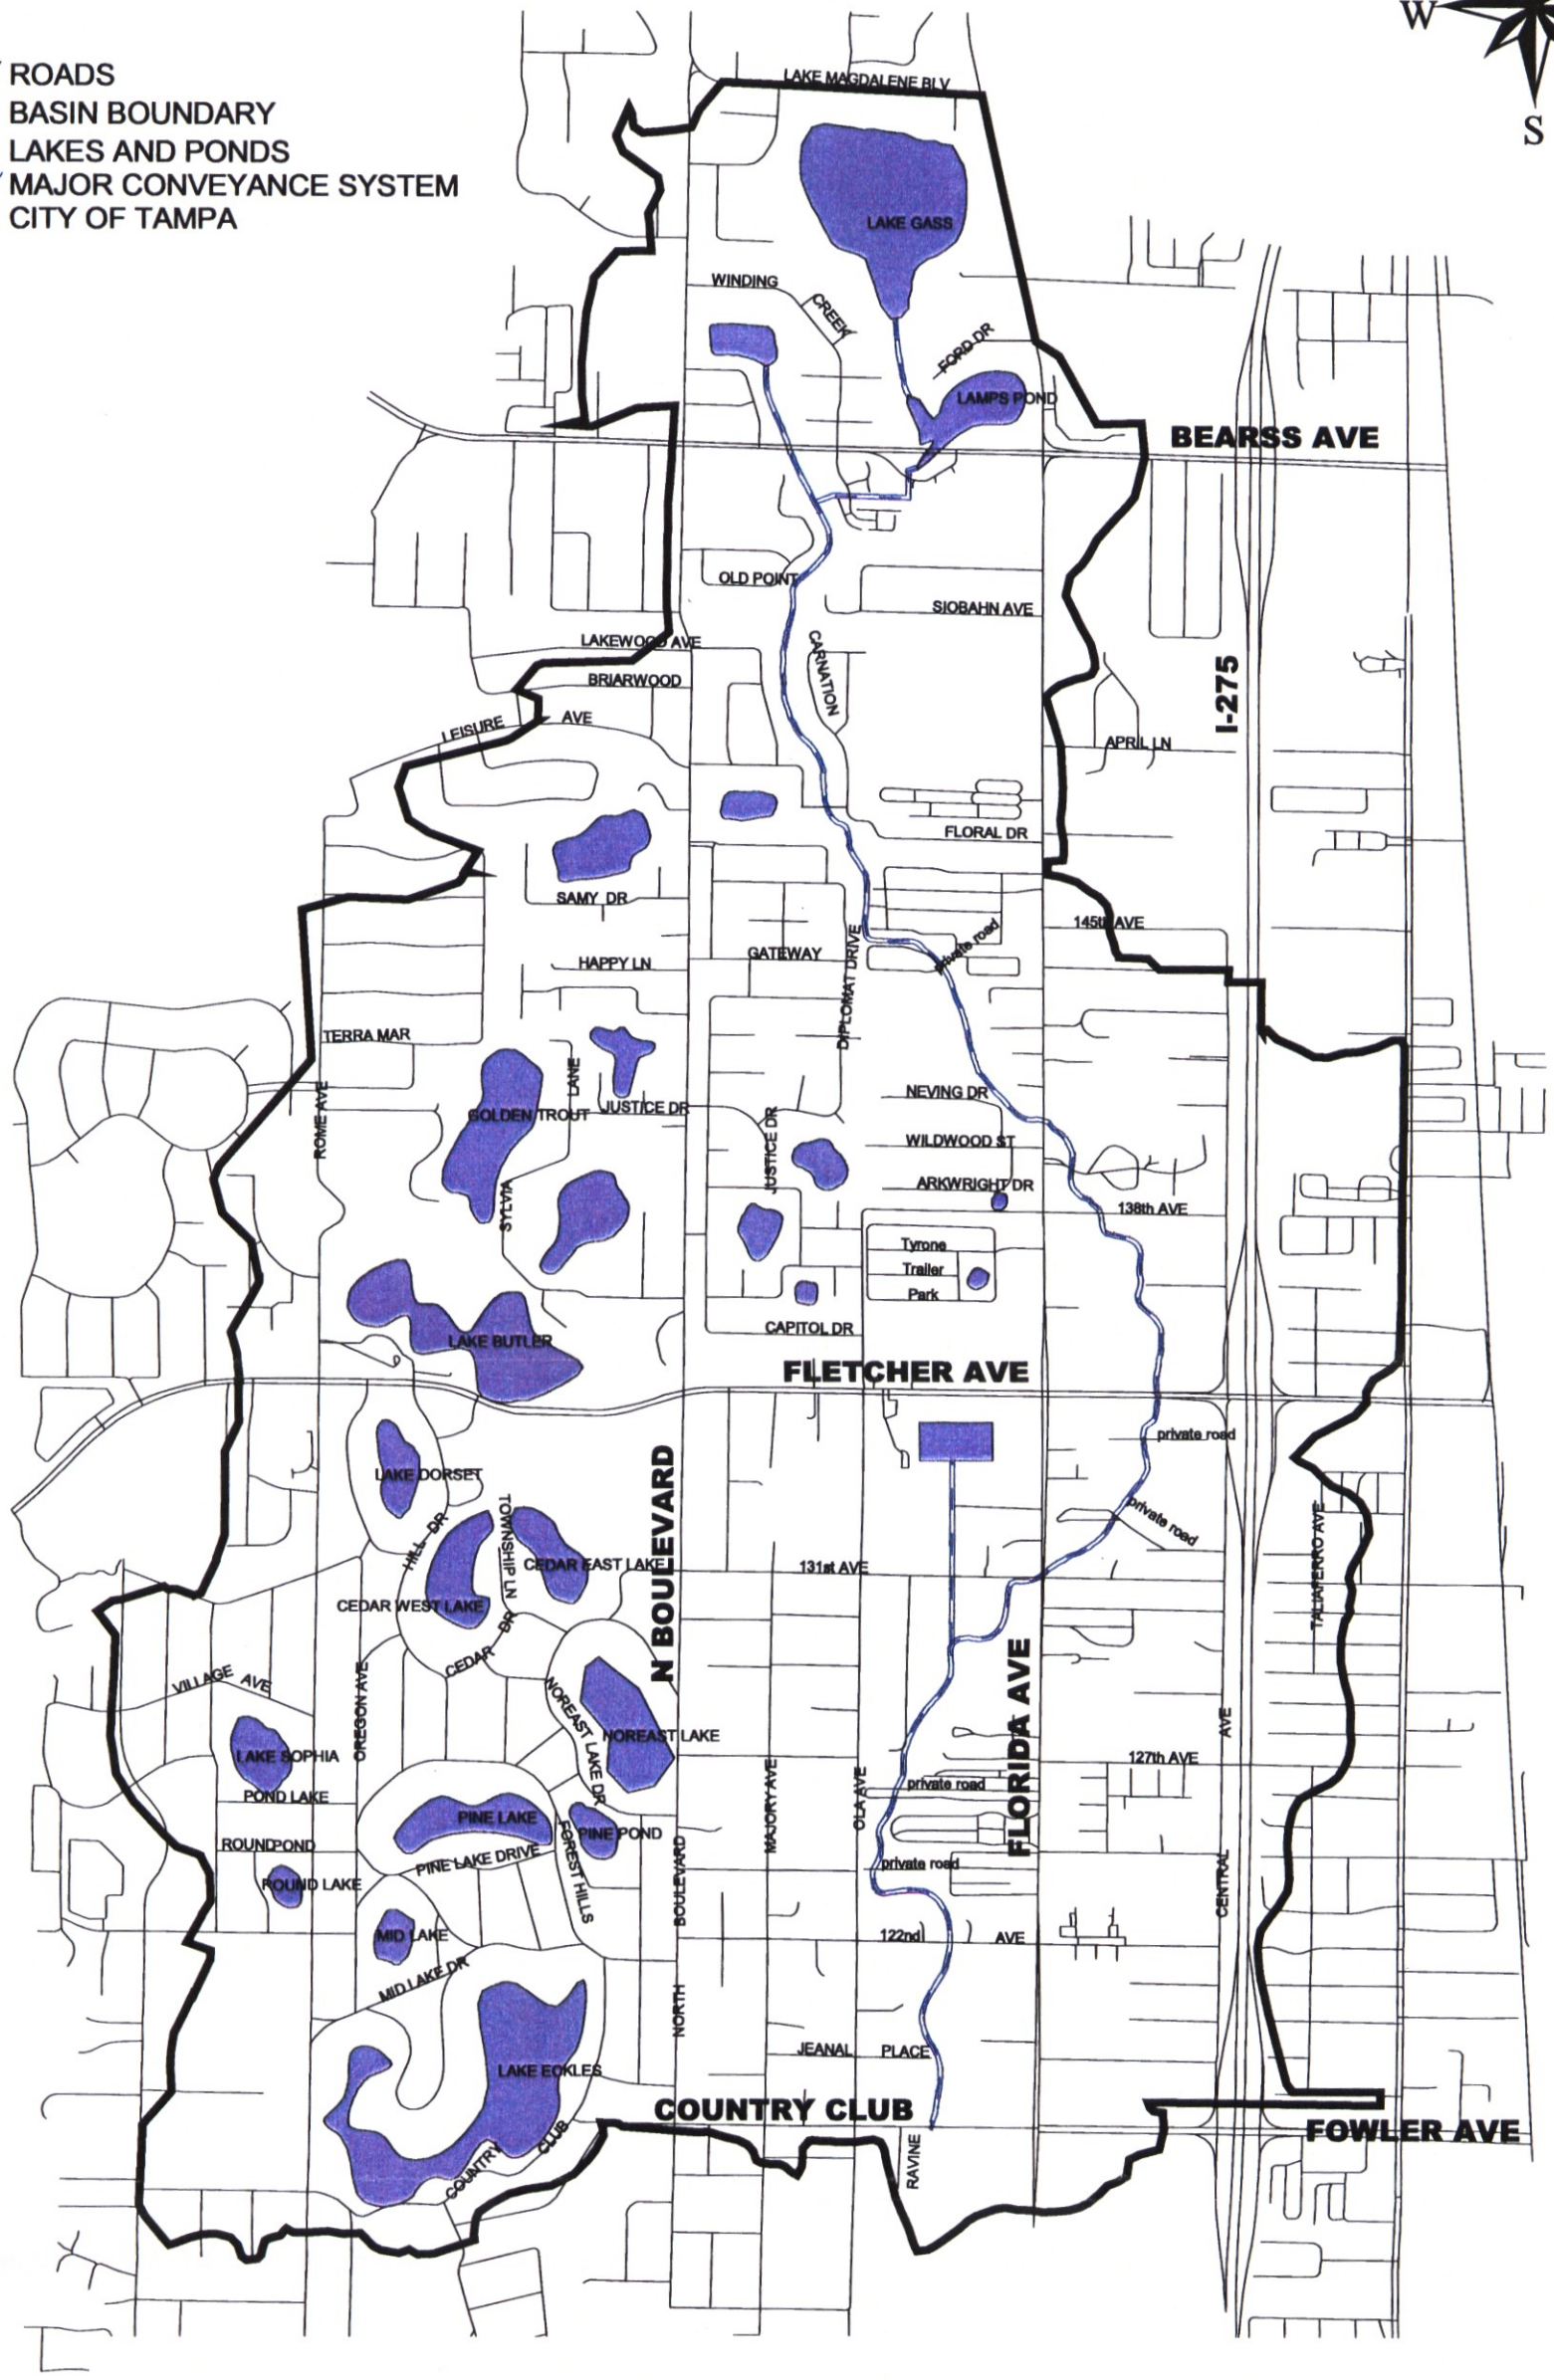 W
S
ROADS
BASIN BOUNDARY
LAKES AND PONDS
MAJOR CONVEYANCE SYSTEM
CITY OF TAMPA
LAKE MAGDALENE BLV
LAKE GASS
WINDING
CREEK
FORD DR
LAMPS POND
BEARSS AVE
OLD POINT
SIOBAHN AVE
LAKEWOOD AVE
CARNATION
BRIARWOOD
I-275
LEISURE AVE
APRIL LN
FLORAL DR
SAMY DR
145th AVE
private road
GATEWAY
DIPLOMAT DRIVE
HAPPY LN
TERRA MAR
LANE
ROME AVE
NEVING DR
GOLDEN TROUT
JUSTICE DR
JUSTICE DR
WILDWOOD ST
ARKWRIGHT DR
SYLVIA
138th AVE
Tyrone
Trailer
Park
CAPITOL DR
LAKE BUTLER
FLETCHER AVE
private road
LAKE DORSET
N BOULEVARD
private road
HILL DR
TOWNSHIP LN
TALIAFERRO AVE
CEDAR EAST LAKE
131st AVE
CEDAR WEST LAKE
CEDAR DR
VILLAGE AVE
OREGON AVE
NOREAST LAKE DR
NOREAST LAKE
FLORIDA AVE
AVE
LAKE SOPHIA
127th AVE
private road
POND LAKE
MAJORY AVE
OLA AVE
PINE LAKE
PINE POND
ROUNDPOND
PINE LAKE DRIVE
FOREST HILLS
private road
ROUND LAKE
BOULEVARD
CENTRAL
MID LAKE
122nd AVE
MID LAKE DR
NORTH
JEANAL PLACE
LAKE ECKLES
COUNTRY CLUB
COUNTRY CLUB
FOWLER AVE
RAVINE